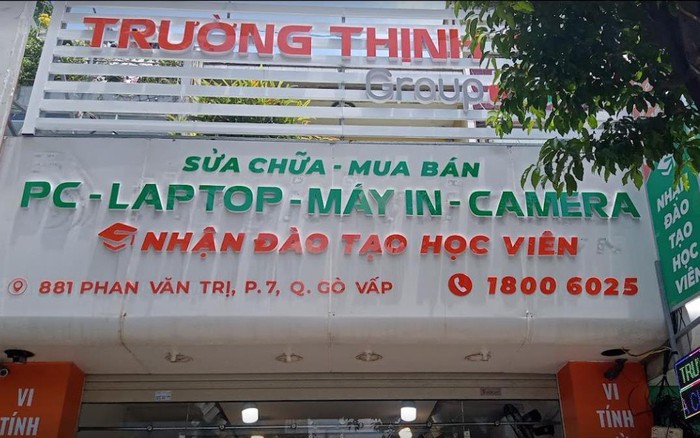 TRƯỜNG THỊNH
Group
SỬA CHỮA - MUA BÁN
PC - LAPTOP - MÁY IN - CAMERA
NHẬN ĐÀO TẠO HỌC VIÊN
881 PHAN VĂN TRỊ, P.7, Q. GÒ VẤP
1800 6025
NHẬN
ĐÀO
TẠO
HỌC
VIÊN
VI
TÍNH
VI
TÍNH